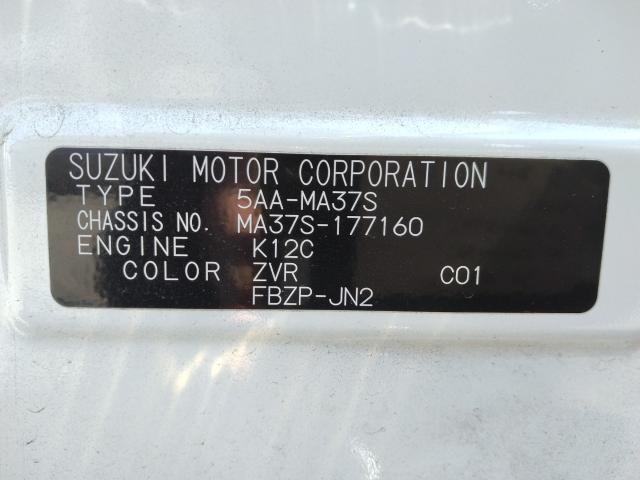 SUZUKI MOTOR CORPORATION
TYPE 5AA-MA37S
CHASSIS NO. MA37S-177160
ENGINE K12C
COLOR ZVR C01
FBZP-JN2